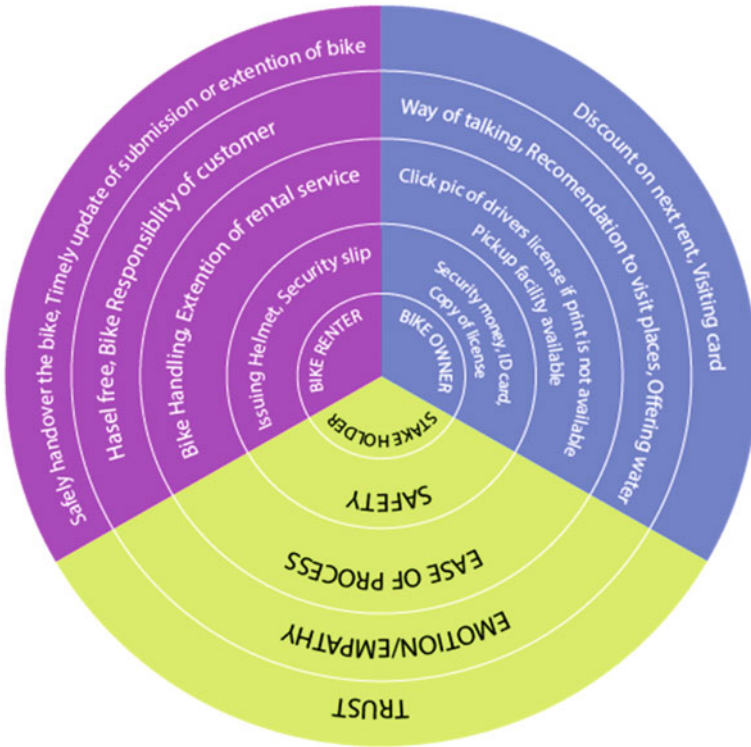 Safely handover the bike, Timely update of submission or extention of bike
Hasel free, Bike Responsiblity of customer
Bike Handling, Extention of rental service
Issuing Helmet, Security slip
BIKE RENTER
Discount on next rent, Visiting card
Way of talking, Recomendation to visit places, Offering water
Click pic of drivers license if print is not available
Pickup facility available
Security money, ID card,
Copy of license
BIKE OWNER
STAKEHOLDER
SAFETY
EASE OF PROCESS
EMOTION/EMPATHY
TRUST